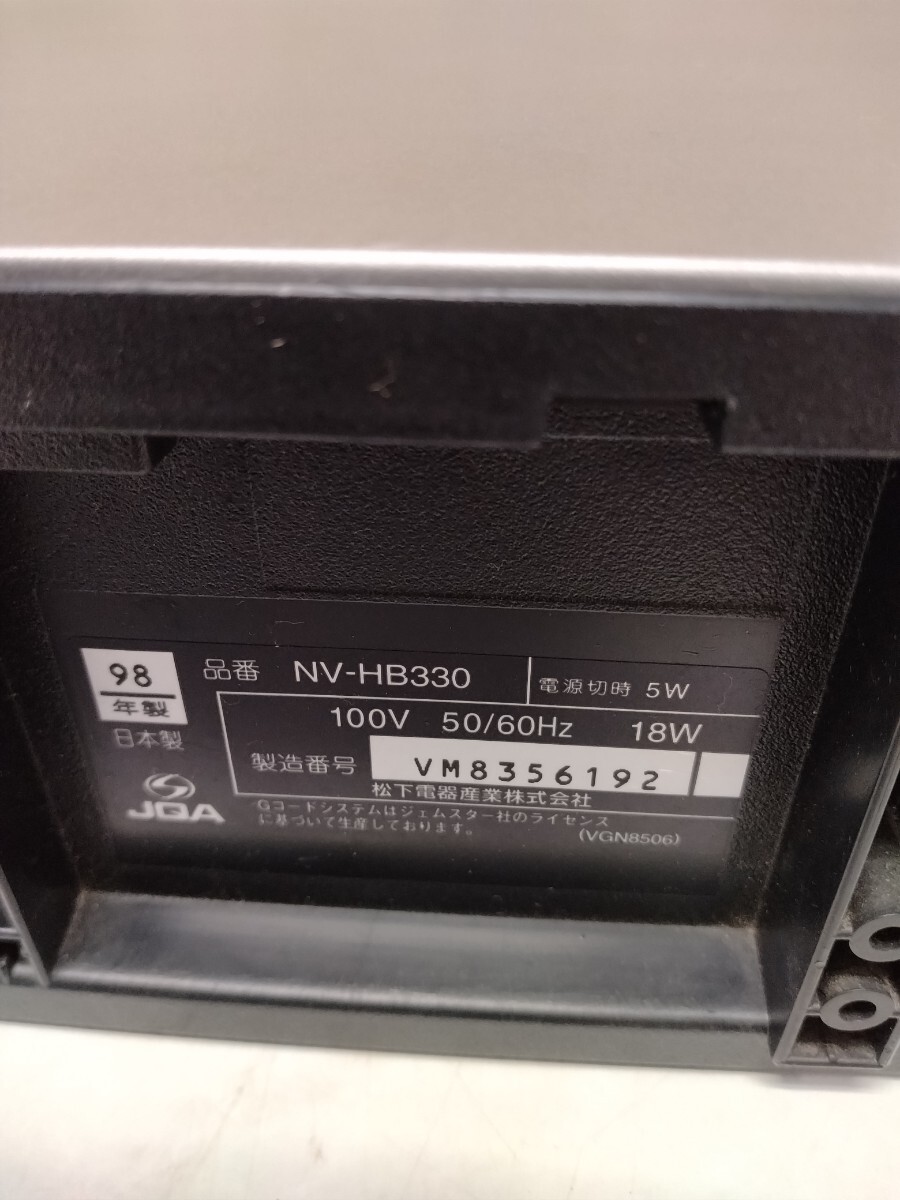 98
年製
日本製
JQA
品番 NV-HB330
電源切時 5W
100V 50/60Hz 18W
製造番号 VM8356192
松下電器産業株式会社
Gコードシステムはジェムスター社のライセンス
に基づいて生産しております。
(VGN8506)